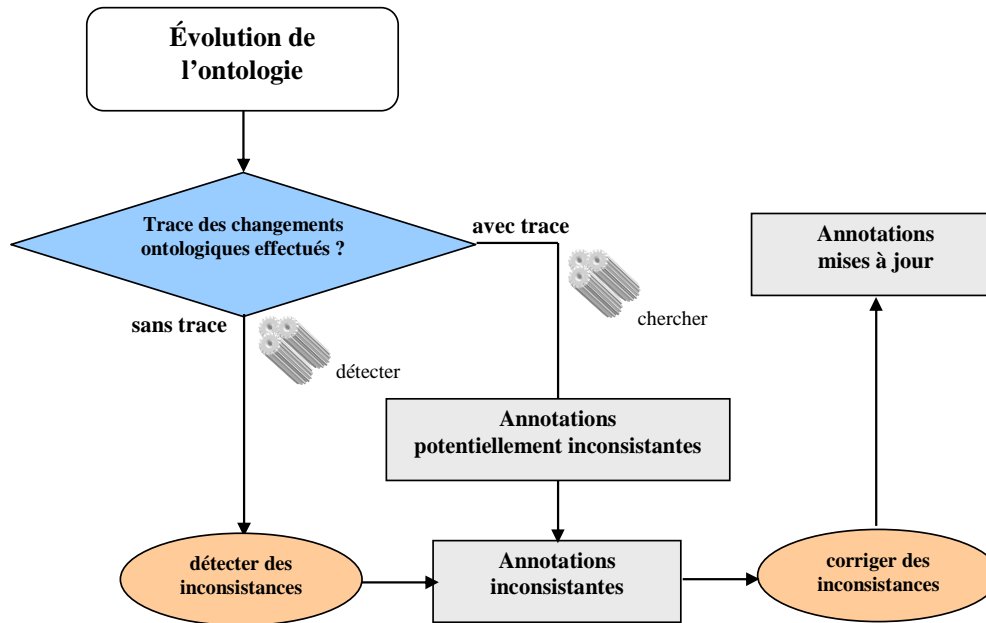 Évolution de
l'ontologie
Trace des changements
ontologiques effectués ?
avec trace
chercher
sans trace
détecter
Annotations
mises à jour
Annotations
potentiellement inconsistantes
détecter des
inconsistances
Annotations
inconsistantes
corriger des
inconsistances